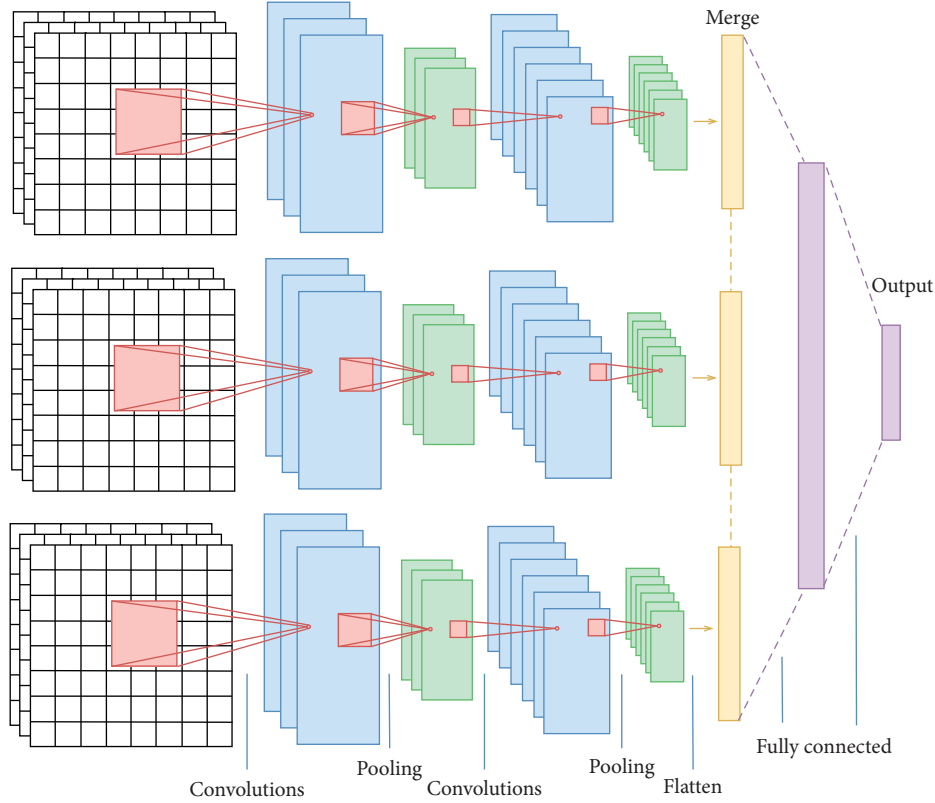 Merge
Output
Fully connected
Pooling
Pooling
Convolutions
Convolutions
Flatten